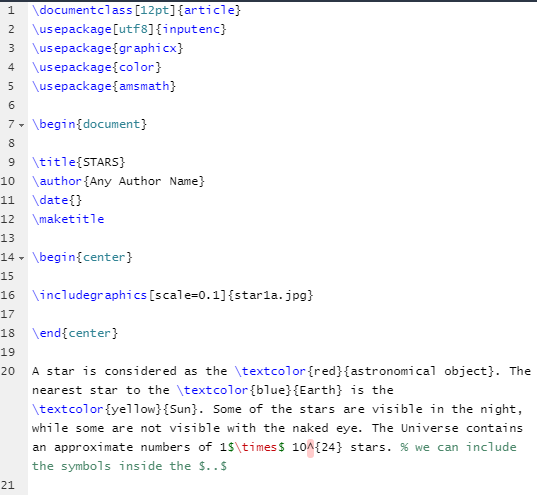 1 \documentclass[12pt]{article}
2 \usepackage[utf8]{inputenc}
3 \usepackage{graphicx}
4 \usepackage{color}
5 \usepackage{amsmath}
6
7 \begin{document}
8
9 \title{STARS}
10 \author{Any Author Name}
11 \date{}
12 \maketitle
13
14 \begin{center}
15
16 \includegraphics[scale=0.1]{star1a.jpg}
17
18 \end{center}
19
20 A star is considered as the \textcolor{red}{astronomical object}. The
nearest star to the \textcolor{blue}{Earth} is the
\textcolor{yellow}{Sun}. Some of the stars are visible in the night,
while some are not visible with the naked eye. The Universe contains
an approximate numbers of 1$\times$ 10^{24} stars. % we can include
the symbols inside the $..$
21